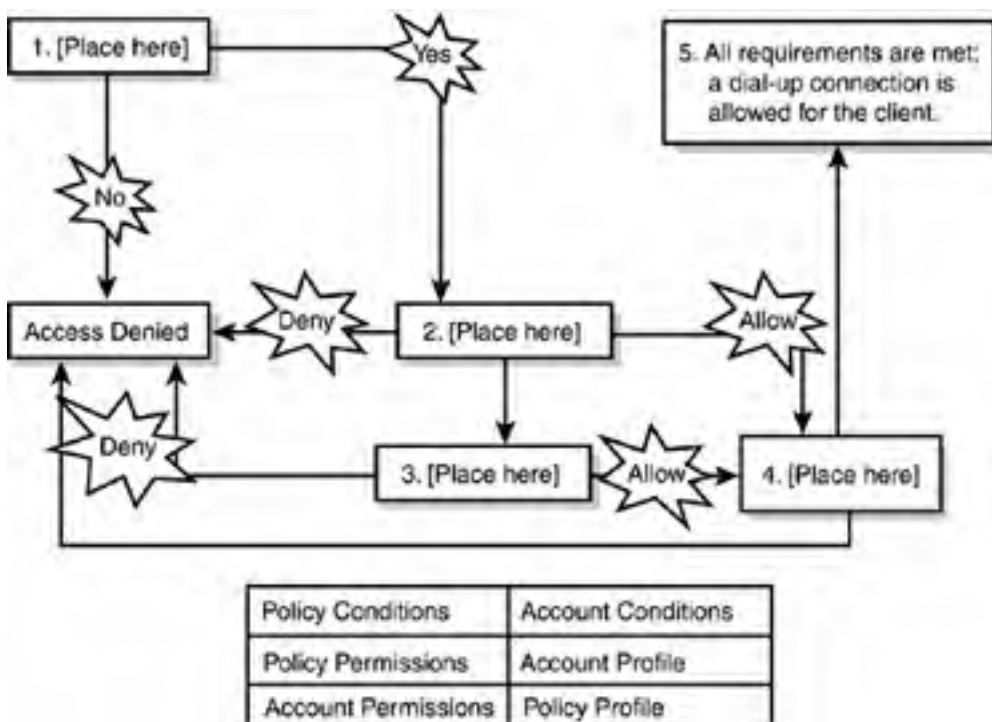 1. [Place here]
Yes
5. All requirements are met;
a dial-up connection is
allowed for the client.
No
Access Denied
Deny
2. [Place here]
Allow
Deny
3. [Place here]
Allow
4. [Place here]
Policy Conditions
Account Conditions
Policy Permissions
Account Profile
Account Permissions
Policy Profile